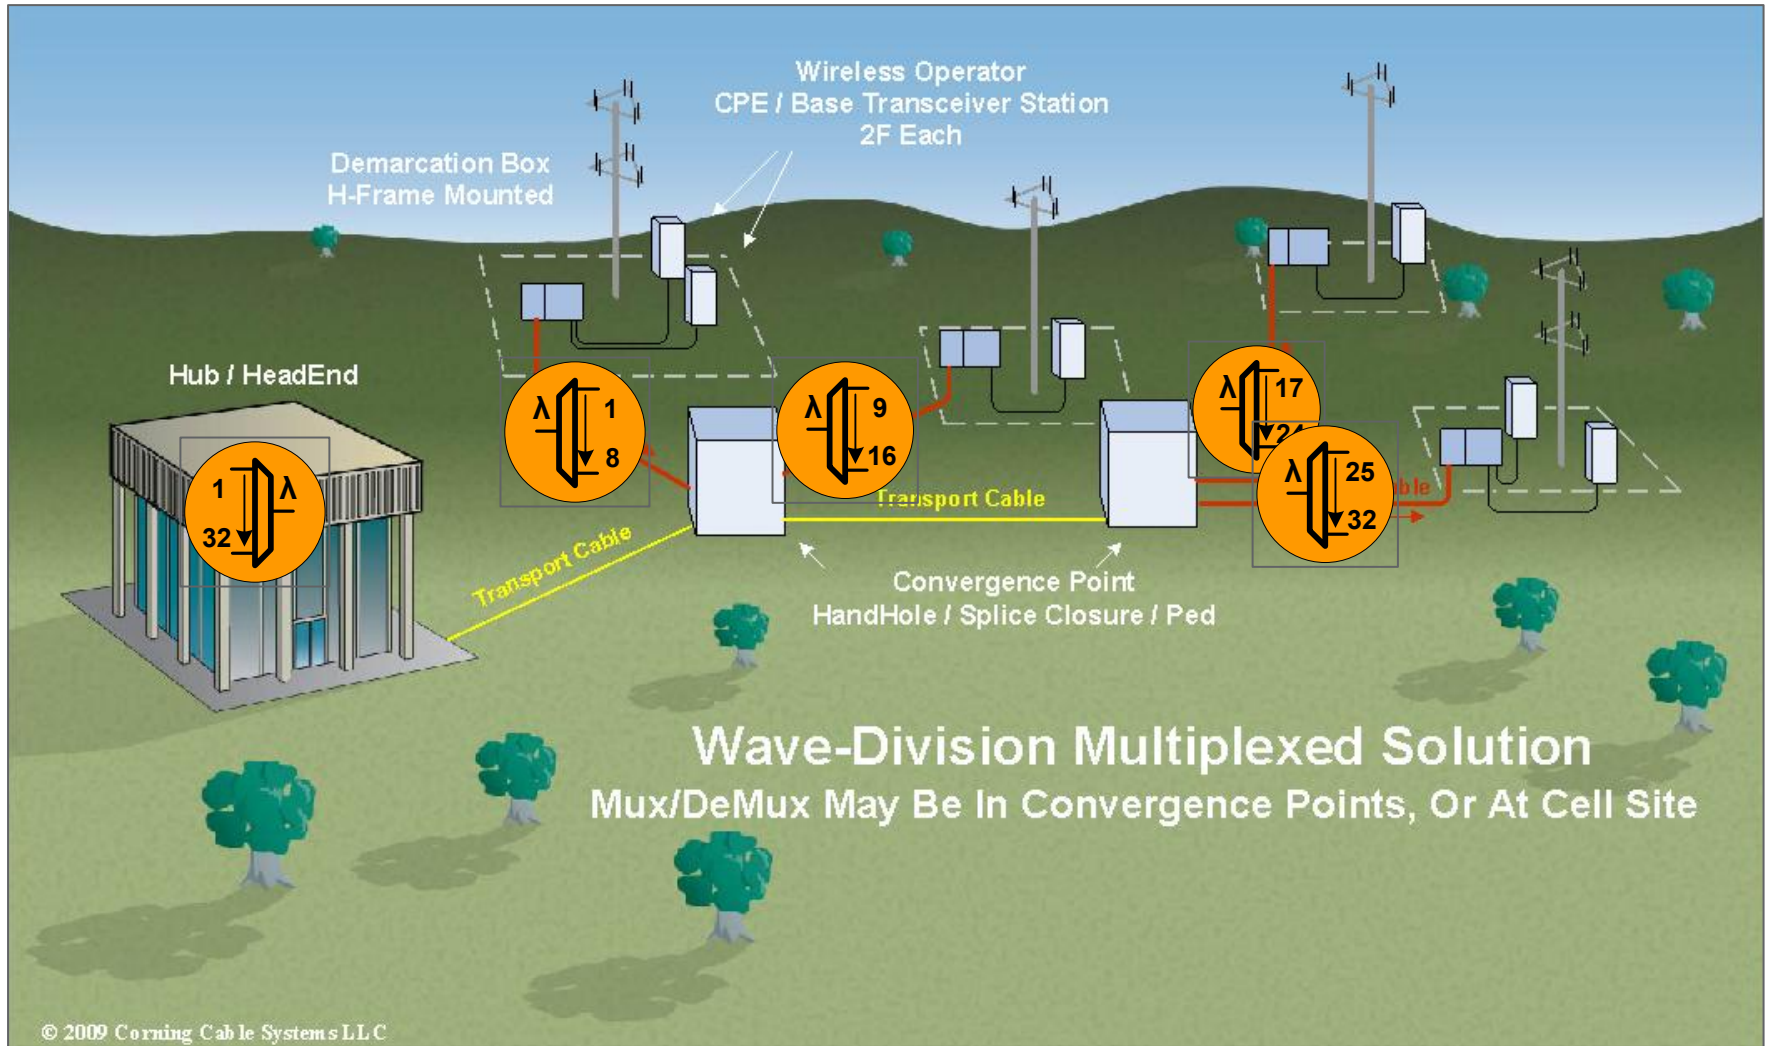 Wireless Operator
CPE / Base Transceiver Station
2F Each
Demarcation Box
H-Frame Mounted
Hub / HeadEnd
λ
1
8
λ
9
16
λ
17
24
λ
25
32
1
32
λ
Transport Cable
Transport Cable
Convergence Point
HandHole / Splice Closure / Ped
Wave-Division Multiplexed Solution
Mux/DeMux May Be In Convergence Points, Or At Cell Site
© 2009 Corning Cable Systems LLC